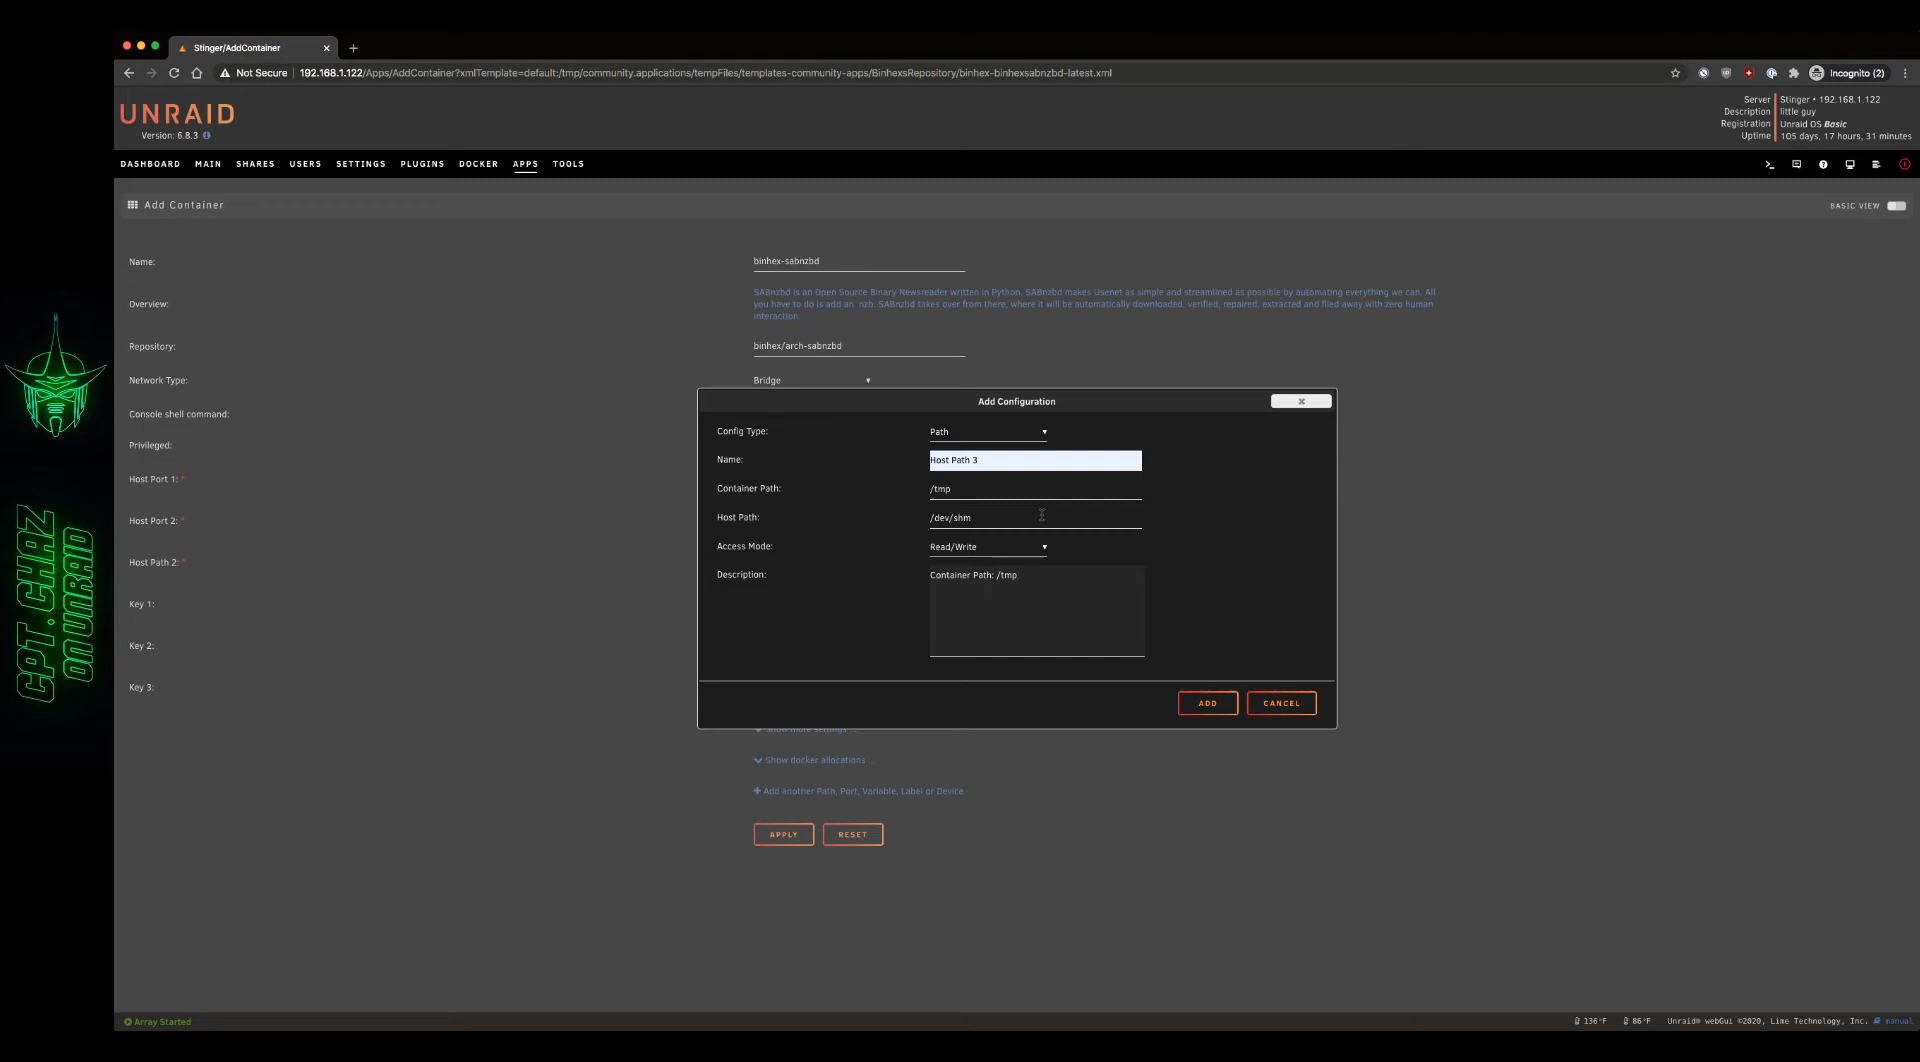 Stinger/AddContainer
Not Secure 192.168.1.122/Apps/AddContainer?xmlTemplate=default:/tmp/community.applications/tempFiles/templates-community-apps/BinhexsRepository/binhex-binhexsabnzbd-latest.xml
Incognito (2)
UNRAID
Version: 6.8.3
Server Stinger • 192.168.1.122
Description little guy
Registration Unraid OS Basic
Uptime 105 days, 17 hours, 31 minutes
DASHBOARD MAIN SHARES USERS SETTINGS PLUGINS DOCKER APPS TOOLS
Add Container
BASIC VIEW
Name: binhex-sabnzbd
Overview:
SABnzbd is an Open Source Binary Newsreader written in Python. SABnzbd makes Usenet as simple and streamlined as possible by automating everything we can. All
you have to do is add an .nzb. SABnzbd takes over from there, where it will be automatically downloaded, verified, repaired, extracted and filed away with zero human
interaction.
Repository: binhex/arch-sabnzbd
Network Type: Bridge
Console shell command:
Privileged:
Host Port 1: *
Host Port 2: *
Host Path 2: *
Key 1:
Key 2:
Key 3:
Add Configuration
Config Type: Path
Name: Host Path 3
Container Path: /tmp
Host Path: /dev/shm
Access Mode: Read/Write
Description: Container Path: /tmp
ADD CANCEL
Show more settings ...
Show docker allocations ...
Add another Path, Port, Variable, Label or Device
APPLY RESET
CPT. CHAZ
ON UNRAID
Array Started
136°F 86°F Unraid® webGui ©2020, Lime Technology, Inc. manual